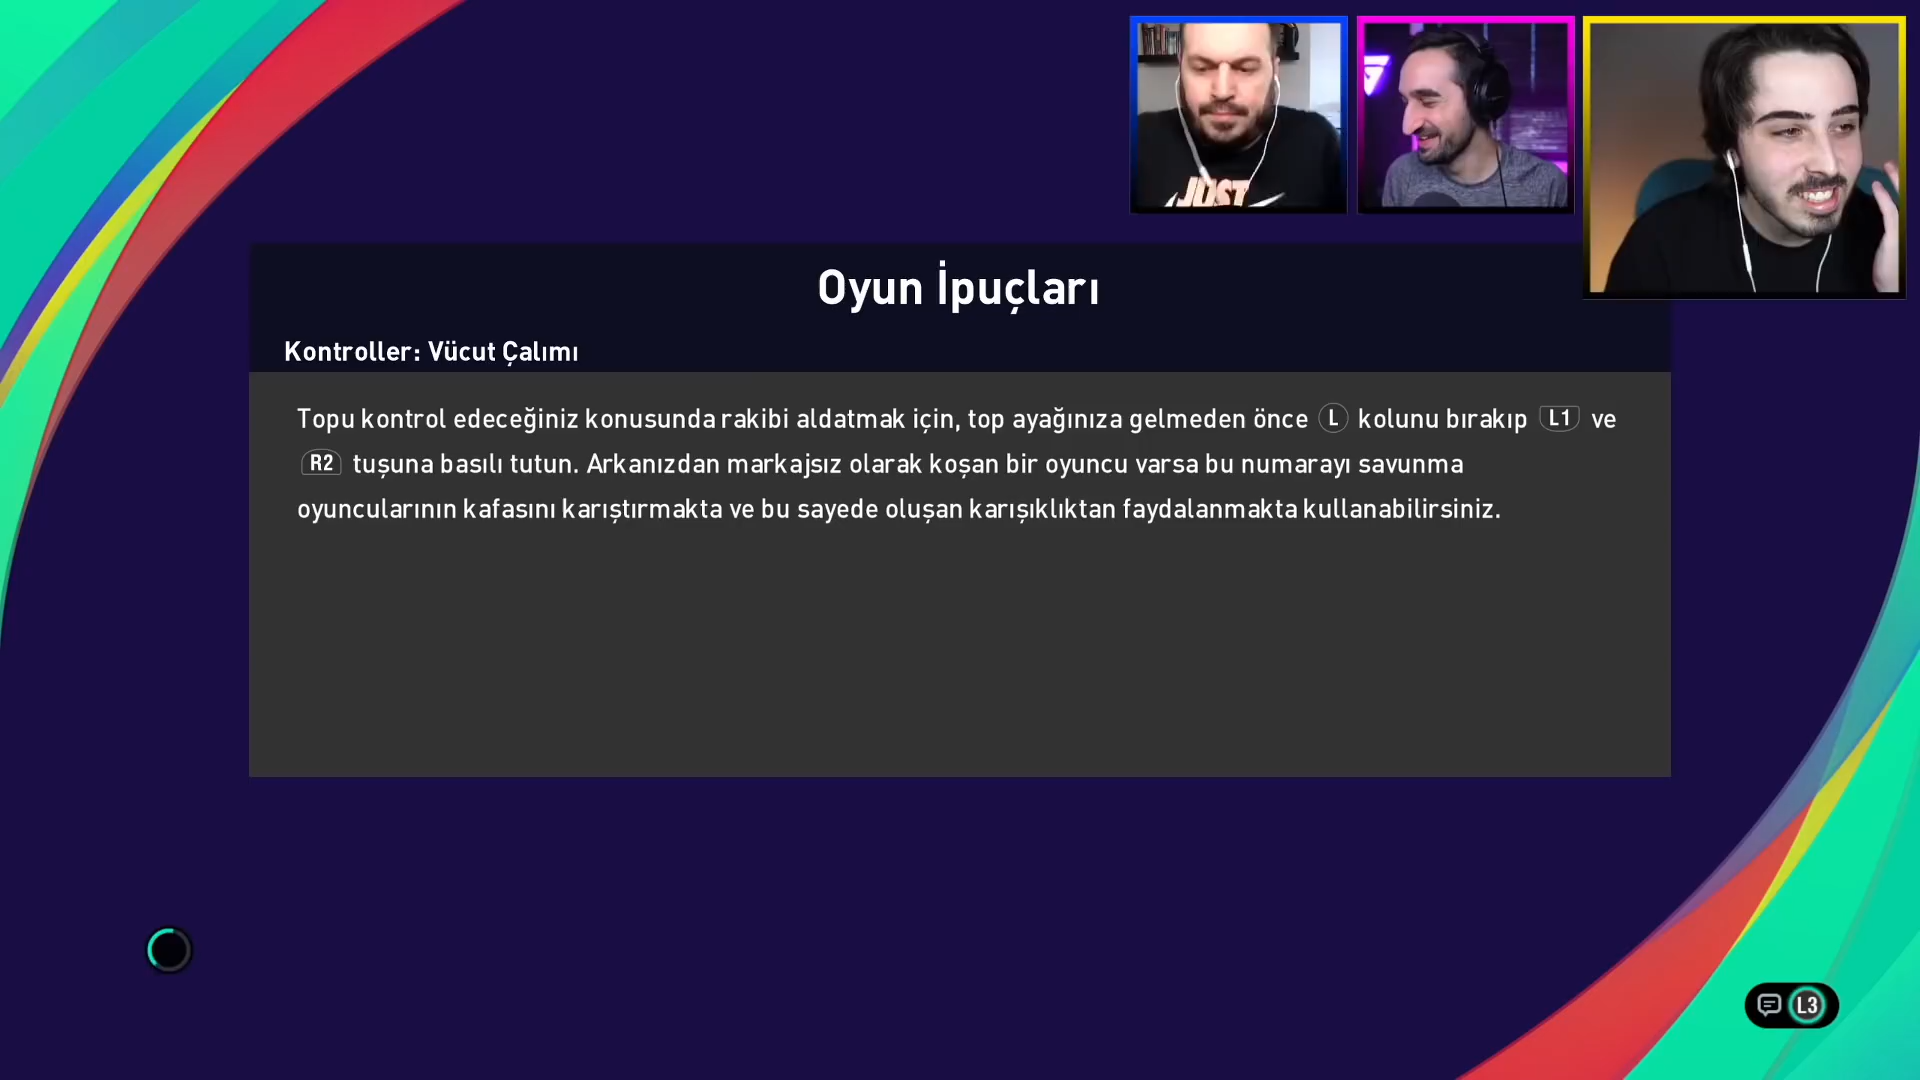 JUST
Oyun İpuçları
Kontroller: Vücut Çalımı
Topu kontrol edeceğiniz konusunda rakibi aldatmak için, top ayağınıza gelmeden önce L kolunu bırakıp L1 ve
R2 tuşuna basılı tutun. Arkanızdan markajsız olarak koşan bir oyuncu varsa bu numarayı savunma
oyuncularının kafasını karıştırmakta ve bu sayede oluşan karışıklıktan faydalanmakta kullanabilirsiniz.
L3